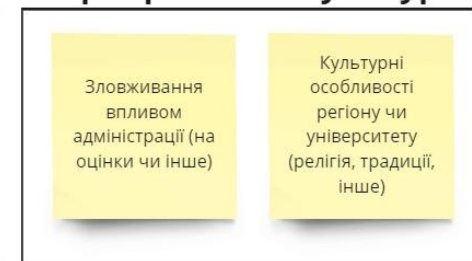 Зловживання
впливом
адміністрації (на
оцінки чи інше)
Культурні
особливості
регіону чи
університету
(релігія, традиції,
інше)